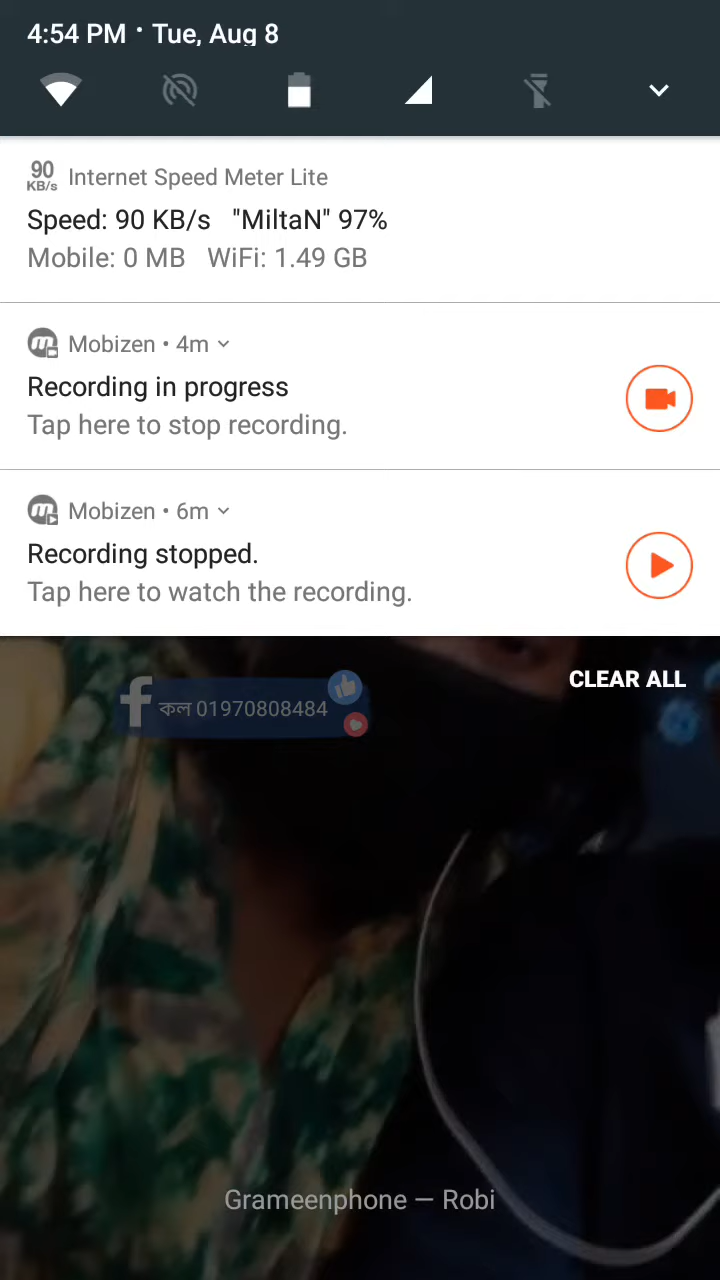 4:54 PM • Tue, Aug 8
90 KB/s Internet Speed Meter Lite
Speed: 90 KB/s "MiltaN" 97%
Mobile: 0 MB WiFi: 1.49 GB
Mobizen • 4m
Recording in progress
Tap here to stop recording.
Mobizen • 6m
Recording stopped.
Tap here to watch the recording.
CLEAR ALL
কল 01970808484
Grameenphone — Robi